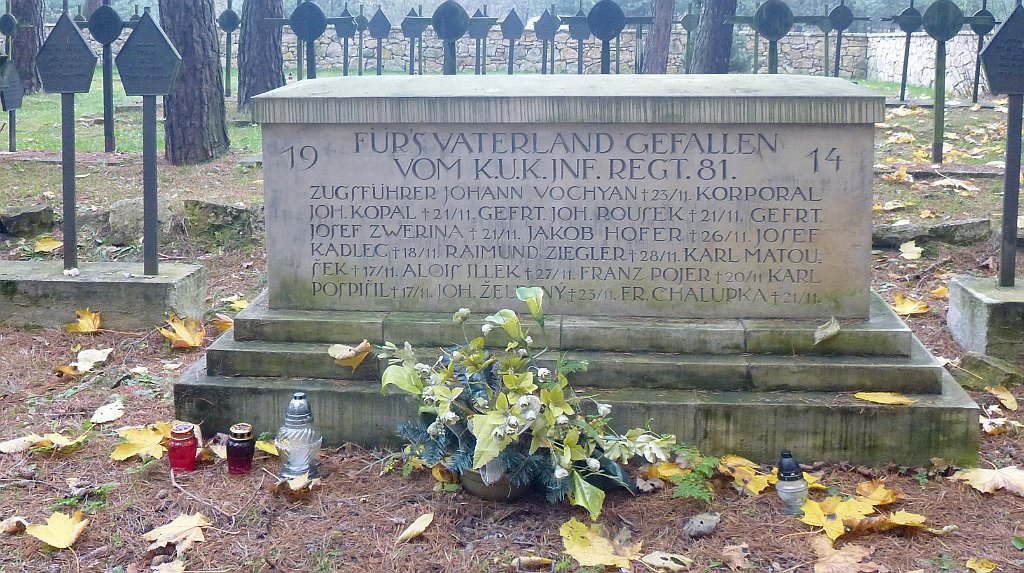 19 FÜR'S VATERLAND GEFALLEN 14
VOM K.U.K. JNF. REGT. 81.
ZUGSFÜHRER JOHANN VOCHYAN † 23/11. KORPORAL
JOH. KOPAL † 21/11. GEFRT. JOH. ROUSEK † 21/11. GEFRT.
JOSEF ZWERINA † 21/11. JAKOB HOFER † 26/11. JOSEF
KADLEC † 18/11. RAIMUND ZIEGLER † 28/11. KARL MATOU-
ŠEK † 17/11. ALOIS ILLEK † 27/11. FRANZ POJER † 20/11. KARL
POSPIŠIL † 17/11. JOH. † 23/11. FR. CHALUPKA † 21/11.